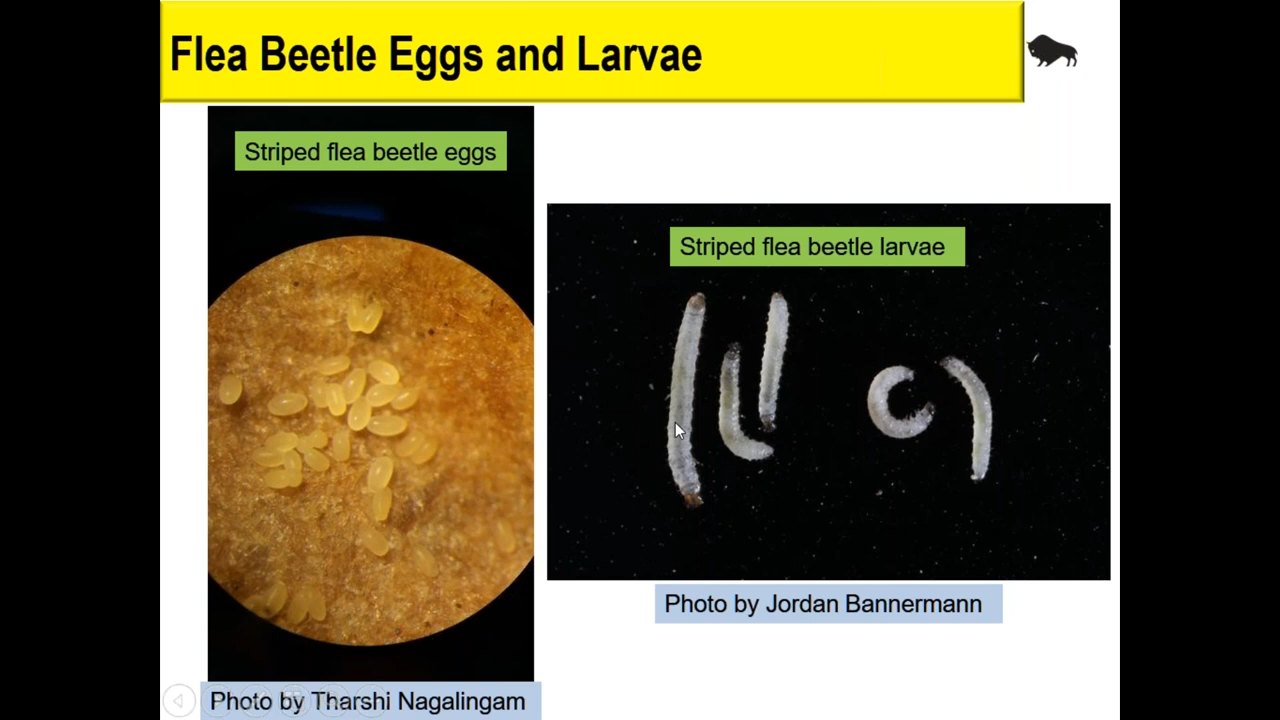 Flea Beetle Eggs and Larvae
Striped flea beetle eggs
Striped flea beetle larvae
Photo by Jordan Bannermann
Photo by Tharshi Nagalingam